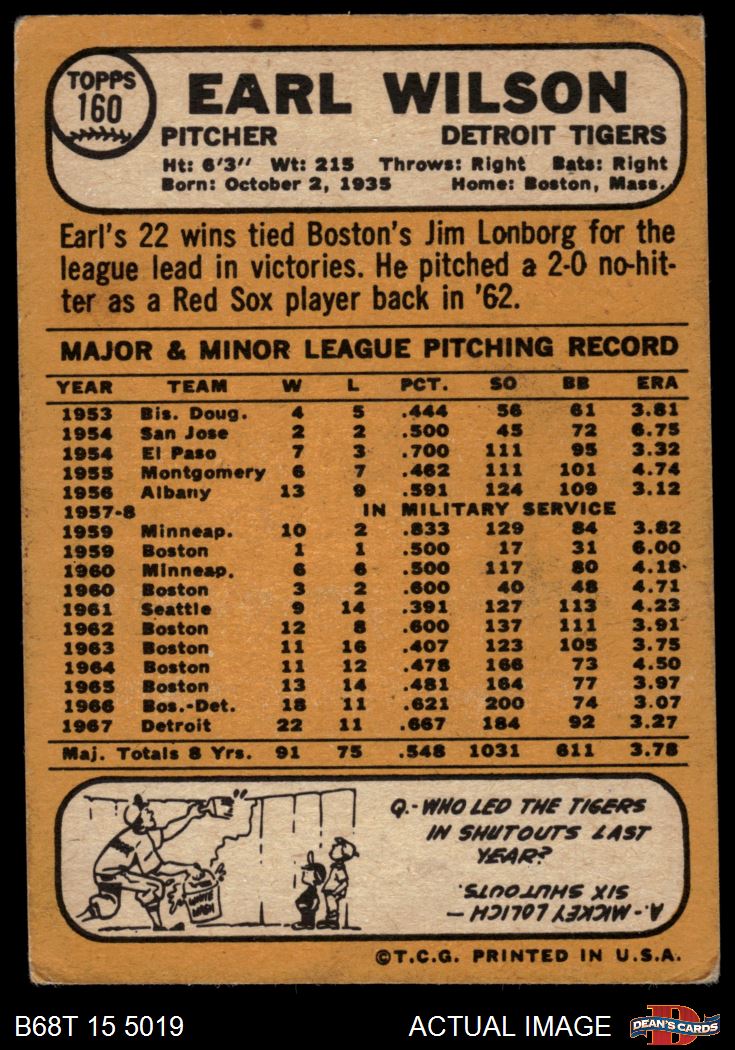 TOPPS
160
EARL WILSON
PITCHER DETROIT TIGERS
Ht: 6'3" Wt: 215 Throws: Right Bats: Right
Born: October 2, 1935 Home: Boston, Mass.
Earl's 22 wins tied Boston's Jim Lonborg for the
league lead in victories. He pitched a 2-0 no-hit-
ter as a Red Sox player back in '62.
MAJOR & MINOR LEAGUE PITCHING RECORD
YEAR TEAM W L PCT. SO BB ERA
1953 Bis. Doug. 4 5 .444 56 61 3.81
1954 San Jose 2 2 .500 45 72 6.75
1954 El Paso 7 3 .700 111 95 3.32
1955 Montgomery 6 7 .462 111 101 4.74
1956 Albany 13 9 .591 124 109 3.12
1957-8 IN MILITARY SERVICE
1959 Minneap. 10 2 .833 129 84 3.82
1959 Boston 1 1 .500 17 31 6.00
1960 Minneap. 6 6 .500 117 80 4.18
1960 Boston 3 2 .600 40 48 4.71
1961 Seattle 9 14 .391 127 113 4.23
1962 Boston 12 8 .600 137 111 3.91
1963 Boston 11 16 .407 123 105 3.75
1964 Boston 11 12 .478 166 73 4.50
1965 Boston 13 14 .481 164 77 3.97
1966 Bos.-Det. 18 11 .621 200 74 3.07
1967 Detroit 22 11 .667 184 92 3.27
Maj. Totals 8 Yrs. 91 75 .548 1031 611 3.78
Q.-WHO LED THE TIGERS
IN SHUTOUTS LAST
YEAR?
A.-MICKEY LOLICH —
SIX SHUTOUTS.
©T.C.G. PRINTED IN U.S.A.
B68T 15 5019 ACTUAL IMAGE DEAN'S CARDS